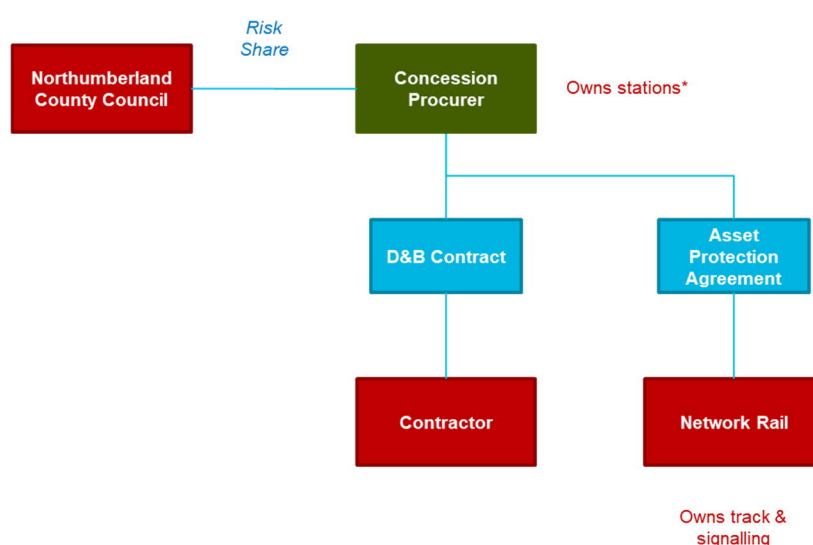 Risk
Share
Northumberland
County Council
Concession
Procurer
Owns stations*
D&B Contract
Asset
Protection
Agreement
Contractor
Network Rail
Owns track &
signalling